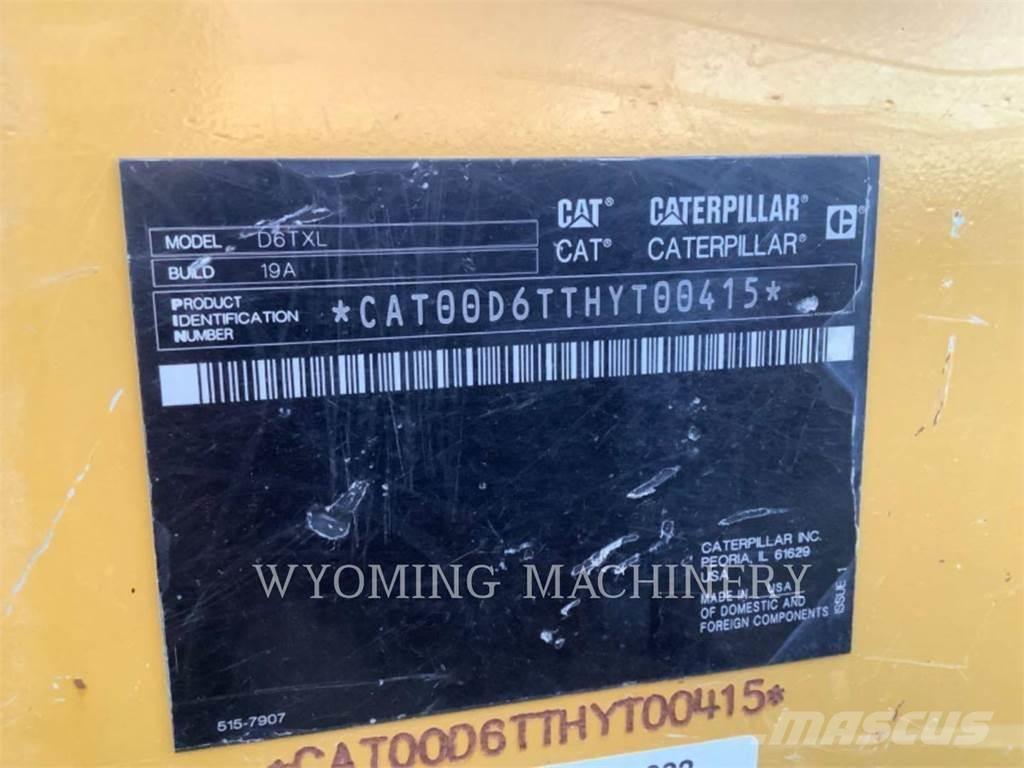 CAT® CATERPILLAR®
CAT® CATERPILLAR®
MODEL D6TXL
BUILD 19A
PRODUCT
IDENTIFICATION
NUMBER
*CAT00D6TTHYT00415*
CATERPILLAR INC.
PEORIA, IL 61629
USA
MADE IN USA
OF DOMESTIC AND
FOREIGN COMPONENTS
ISSUE-1
WYOMING MACHINERY
515-7907
*CAT00D6TTHYT00415*
MASCUS